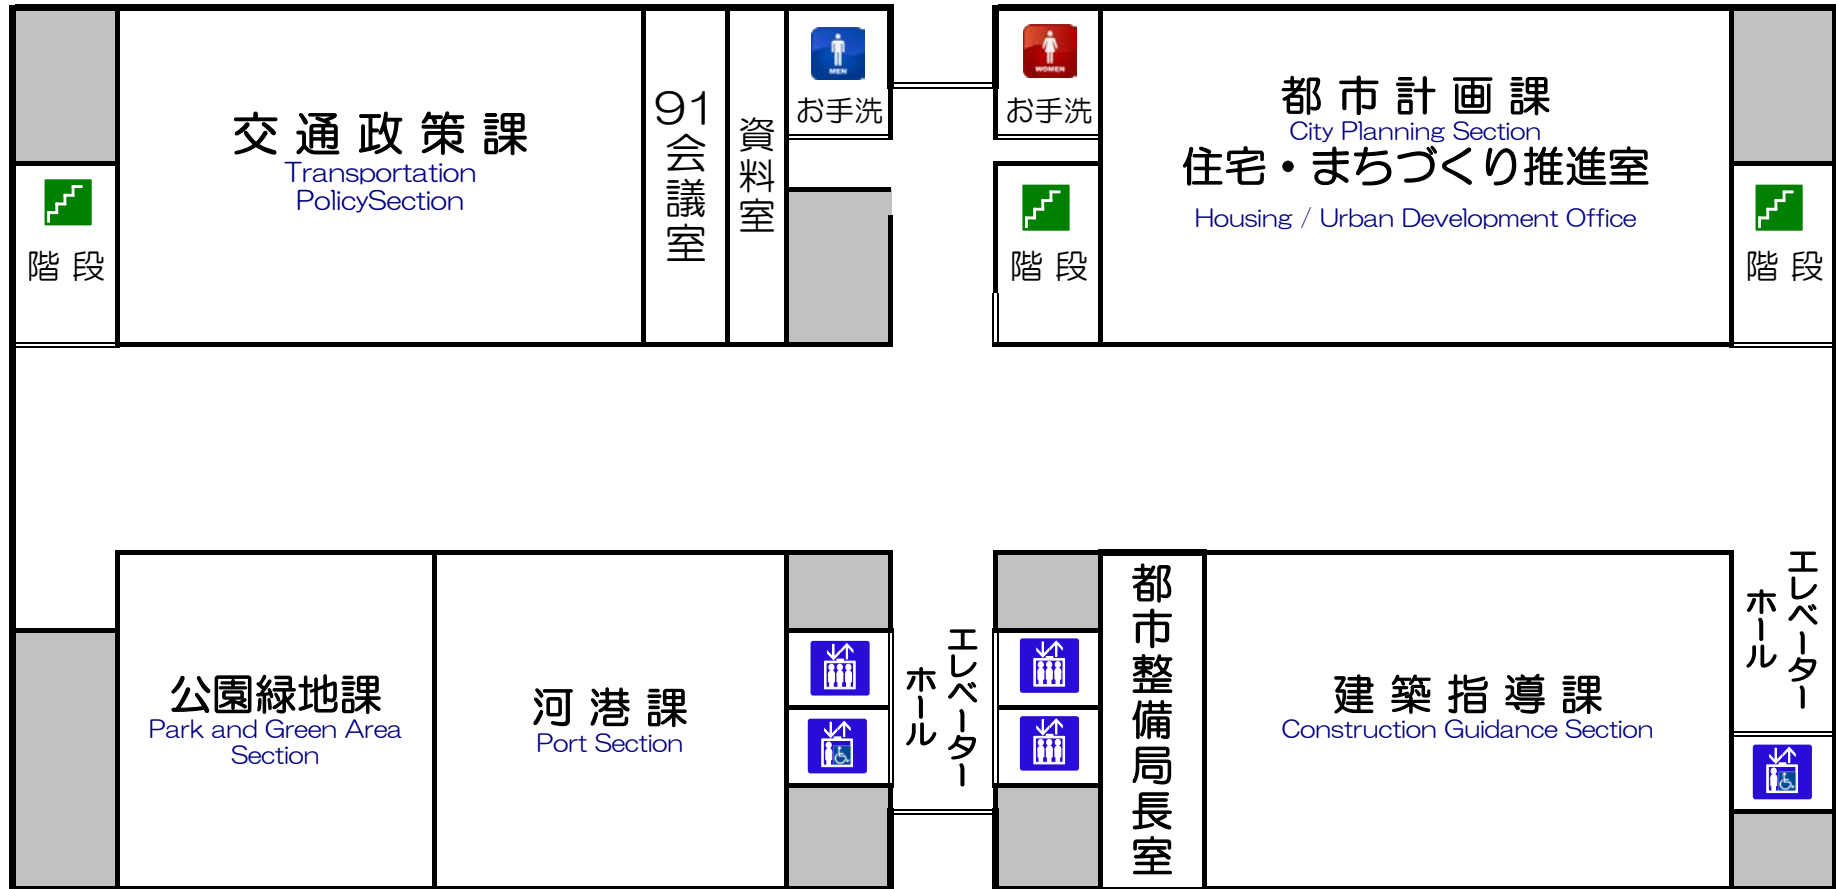 交通政策課
Transportation
PolicySection
91会議室
資料室
MEN
お手洗
WOMEN
お手洗
都市計画課
City Planning Section
住宅・まちづくり推進室
Housing / Urban Development Office
階段
階段
階段
公園緑地課
Park and Green Area
Section
河港課
Port Section
エレベーター
ホール
都市整備局長室
建築指導課
Construction Guidance Section
エレベーター
ホール